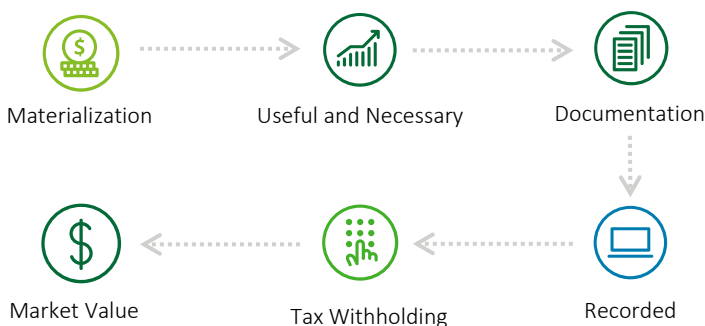 Materialization
Useful and Necessary
Documentation
Recorded
Tax Withholding
Market Value